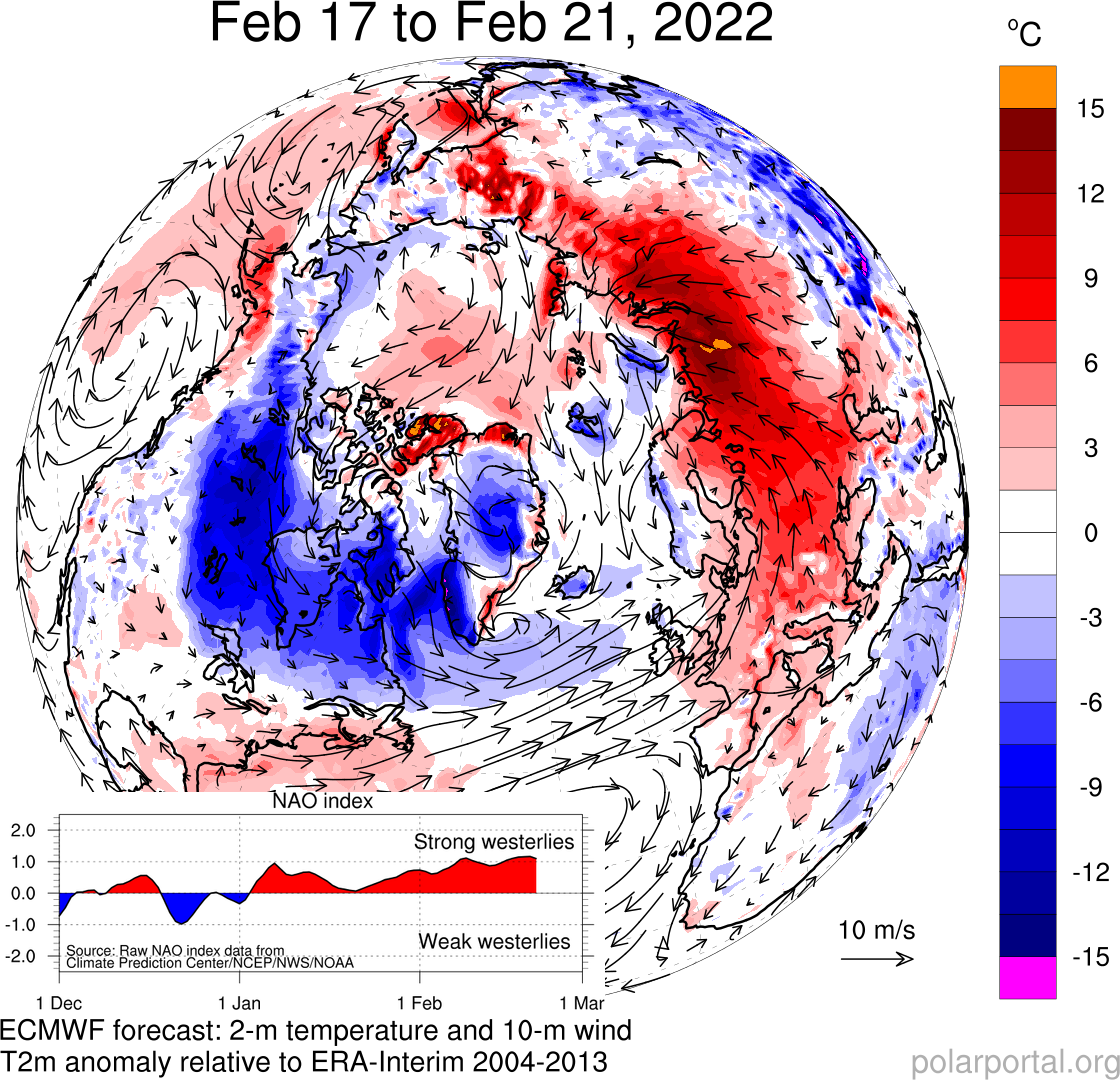 Feb 17 to Feb 21, 2022
°C
15
12
9
6
3
0
-3
-6
-9
-12
-15
10 m/s
NAO index
2.0
1.0
0.0
-1.0
-2.0
Strong westerlies
Weak westerlies
Source: Raw NAO index data from
Climate Prediction Center/NCEP/NWS/NOAA
1 Dec 1 Jan 1 Feb 1 Mar
ECMWF forecast: 2-m temperature and 10-m wind
T2m anomaly relative to ERA-Interim 2004-2013
polarportal.org